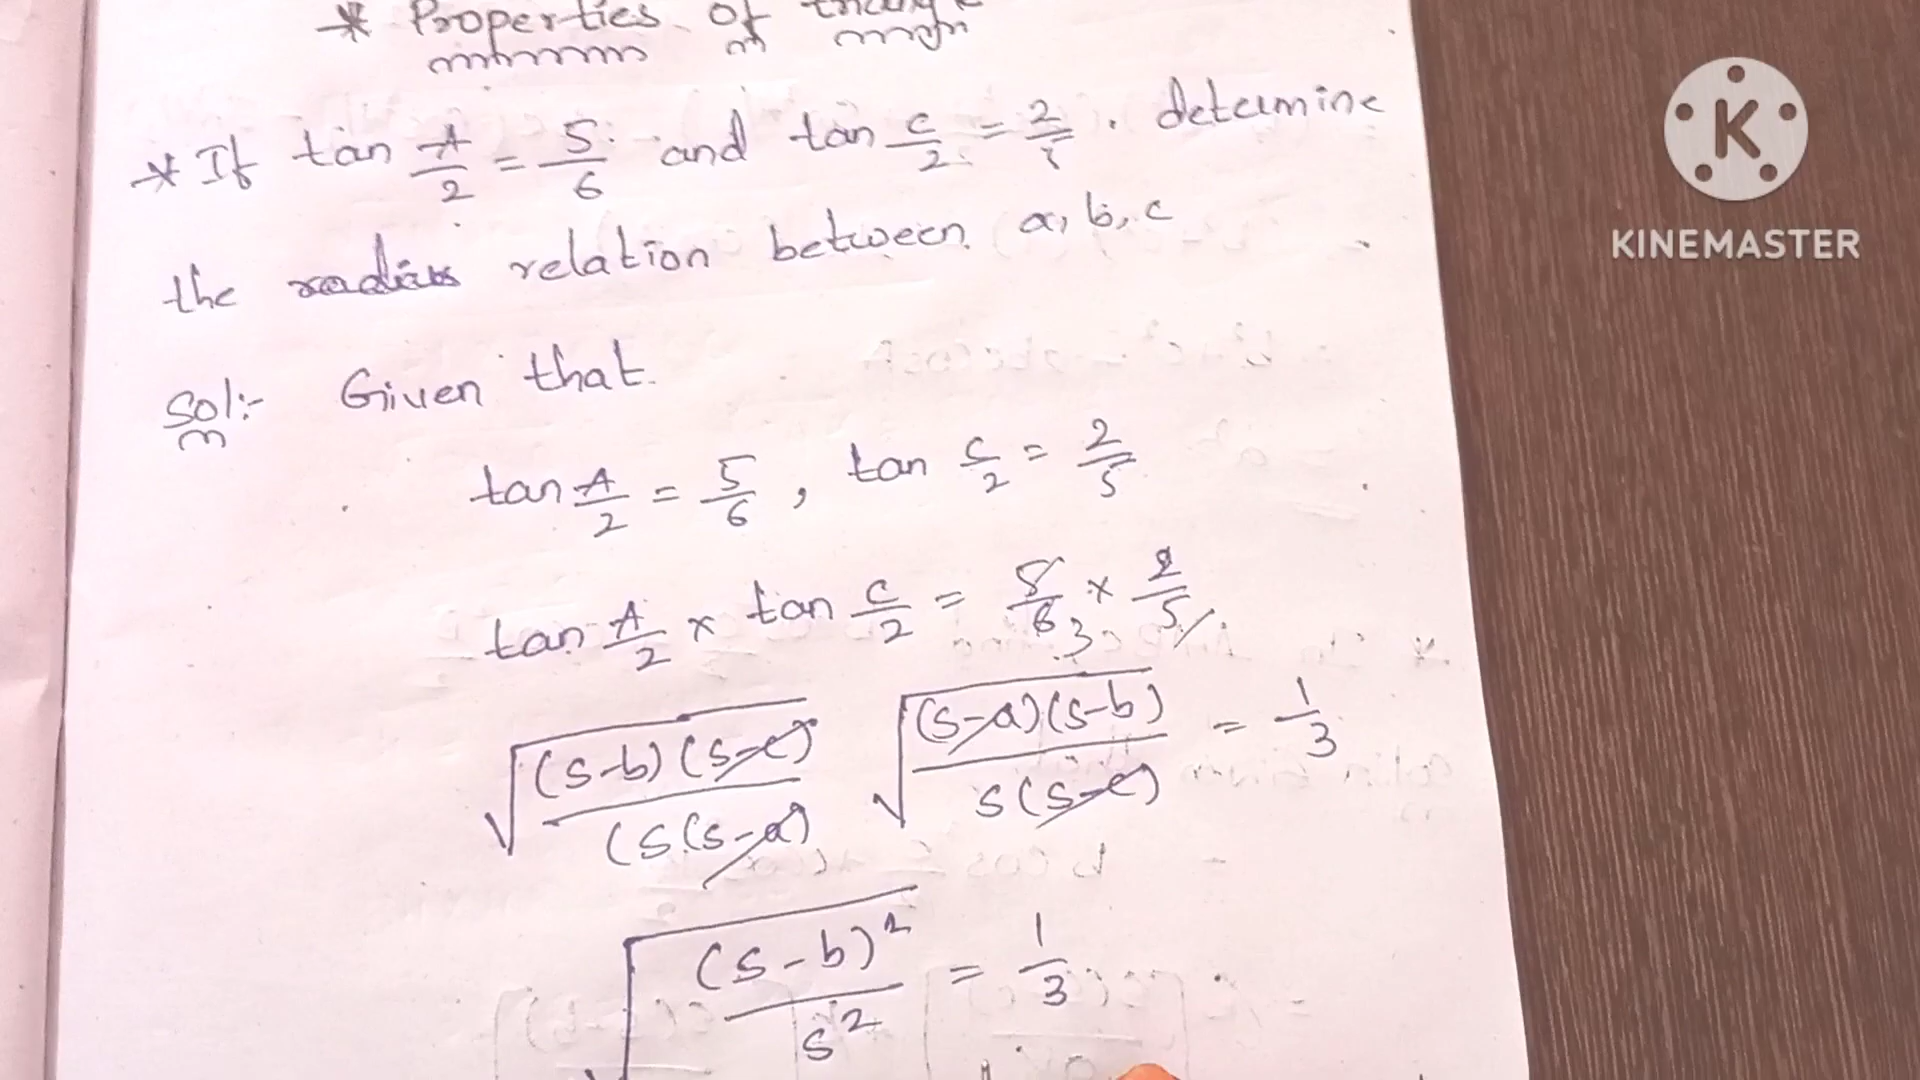 * Properties of triangle
* If tan A/2 = 5/6 and tan c/2 = 2/5 . determine
the relation between a, b, c
Sol:- Given that
tan A/2 = 5/6 , tan c/2 = 2/5
tan A/2 × tan c/2 = 5/6 3 × 2/5
√((s-b)(s-c)/(s(s-a)) √((s-a)(s-b)/s(s-c)) = 1/3
√((s-b)²/s²) = 1/3
K
KINEMASTER